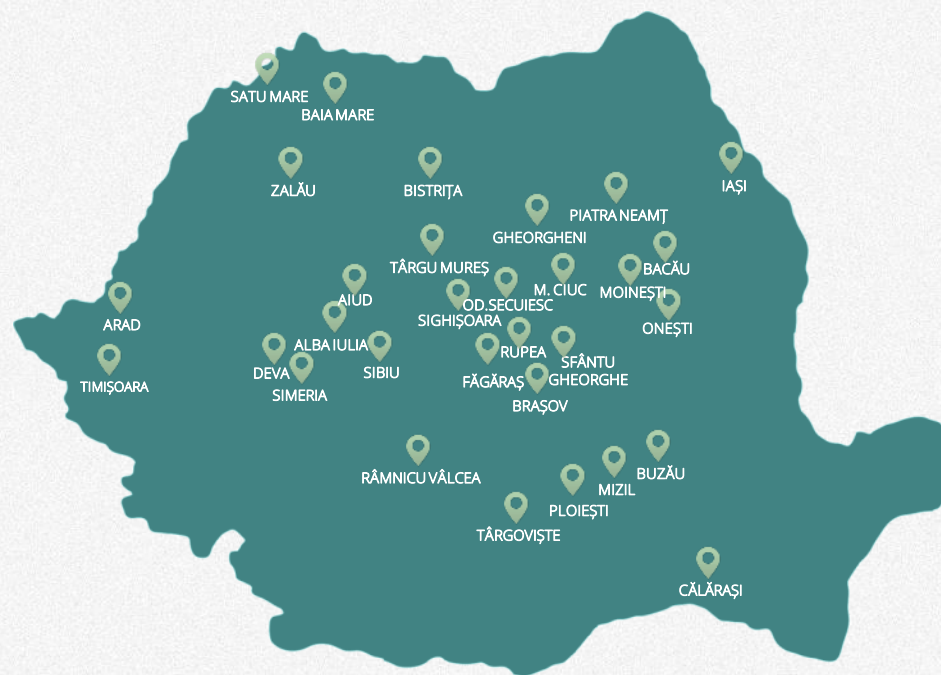 SATU MARE
BAIA MARE
ZALĂU
BISTRIȚA
IAȘI
PIATRA NEAMȚ
GHEORGHENI
TÂRGU MUREȘ
BACĂU
M. CIUC
MOINEȘTI
AIUD
OD.SECUIESC
SIGHIȘOARA
ARAD
ONEȘTI
ALBA IULIA
RUPEA
SFÂNTU
GHEORGHE
DEVA
SIBIU
FĂGĂRAȘ
TIMIȘOARA
SIMERIA
BRAȘOV
RÂMNICU VÂLCEA
BUZĂU
MIZIL
PLOIEȘTI
TÂRGOVIȘTE
CĂLĂRAȘI